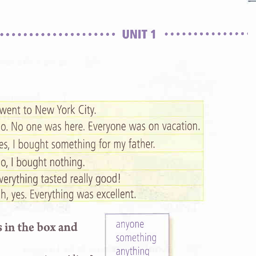 UNIT 1
went to New York City.
o. No one was here. Everyone was on vacation.
es, I bought something for my father.
o, I bought nothing.
verything tasted really good!
h, yes. Everything was excellent.
s in the box and
anyone
something
anything